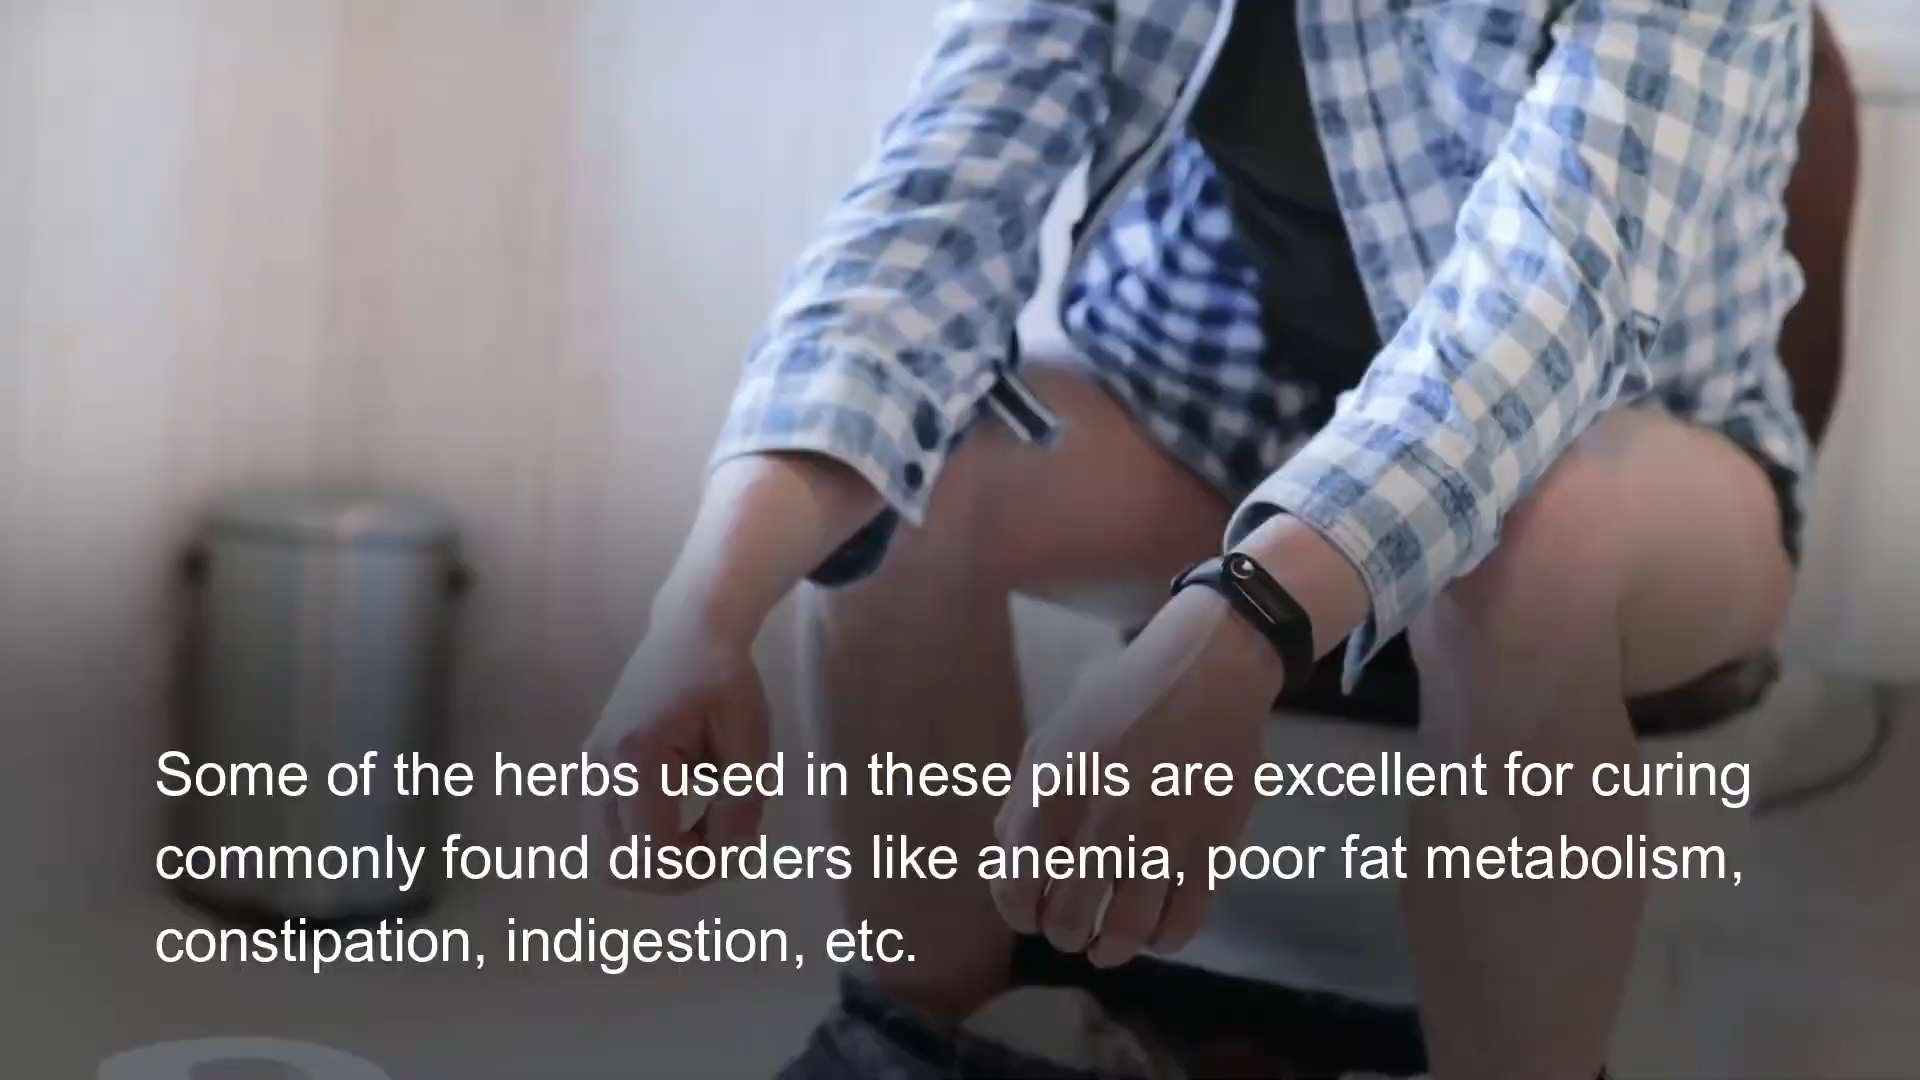 Some of the herbs used in these pills are excellent for curing
commonly found disorders like anemia, poor fat metabolism,
constipation, indigestion, etc.